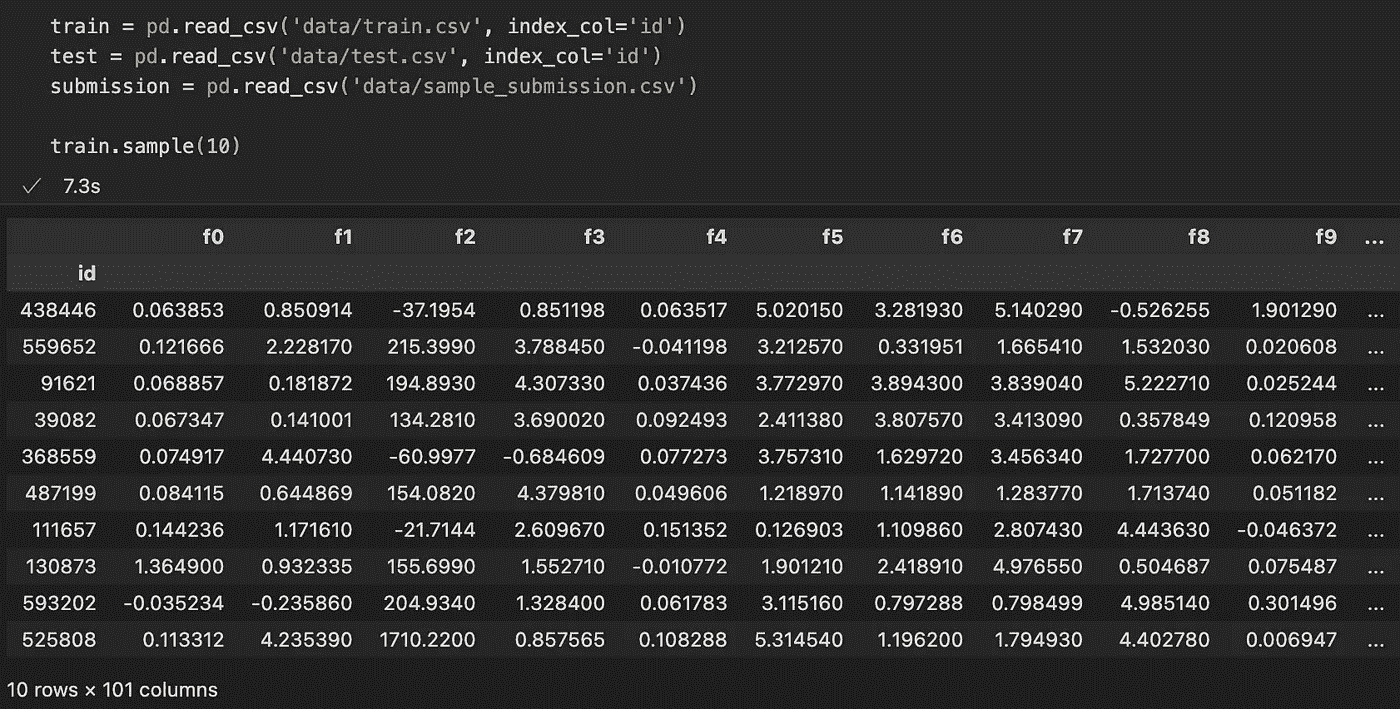 train = pd.read_csv('data/train.csv', index_col='id')
test = pd.read_csv('data/test.csv', index_col='id')
submission = pd.read_csv('data/sample_submission.csv')
train.sample(10)
✓ 7.3s
f0 f1 f2 f3 f4 f5 f6 f7 f8 f9 ...
id
438446 0.063853 0.850914 -37.1954 0.851198 0.063517 5.020150 3.281930 5.140290 -0.526255 1.901290 ...
559652 0.121666 2.228170 215.3990 3.788450 -0.041198 3.212570 0.331951 1.665410 1.532030 0.020608 ...
91621 0.068857 0.181872 194.8930 4.307330 0.037436 3.772970 3.894300 3.839040 5.222710 0.025244 ...
39082 0.067347 0.141001 134.2810 3.690020 0.092493 2.411380 3.807570 3.413090 0.357849 0.120958 ...
368559 0.074917 4.440730 -60.9977 -0.684609 0.077273 3.757310 1.629720 3.456340 1.727700 0.062170 ...
487199 0.084115 0.644869 154.0820 4.379810 0.049606 1.218970 1.141890 1.283770 1.713740 0.051182 ...
111657 0.144236 1.171610 -21.7144 2.609670 0.151352 0.126903 1.109860 2.807430 4.443630 -0.046372 ...
130873 1.364900 0.932335 155.6990 1.552710 -0.010772 1.901210 2.418910 4.976550 0.504687 0.075487 ...
593202 -0.035234 -0.235860 204.9340 1.328400 0.061783 3.115160 0.797288 0.798499 4.985140 0.301496 ...
525808 0.113312 4.235390 1710.2200 0.857565 0.108288 5.314540 1.196200 1.794930 4.402780 0.006947 ...
10 rows × 101 columns